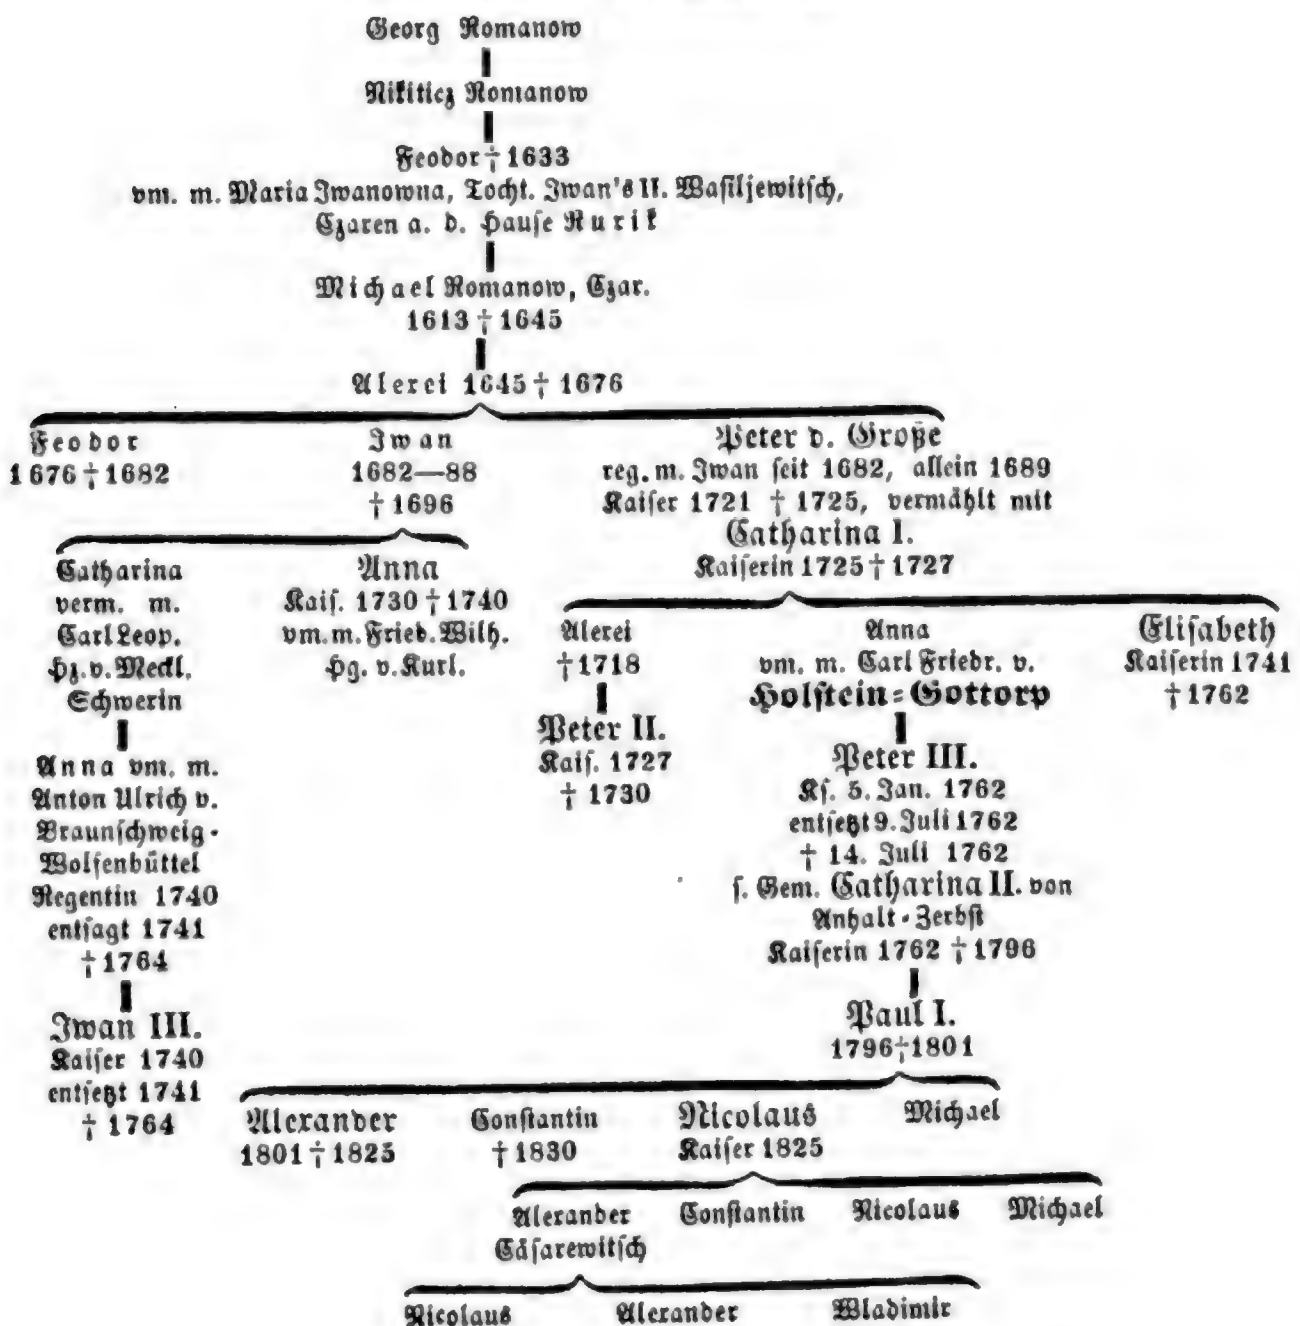 Georg Romanow
Nikiticz Romanow
Feodor † 1633
vm. m. Maria Iwanowna, Tocht. Iwan's II. Wasiljewitsch,
Czaren a. d. Hause Rurik
Michael Romanow, Czar.
1613 † 1645
Alexei 1645 † 1676
Feodor
1676 † 1682
Iwan
1682—88
† 1696
Peter d. Große
reg. m. Iwan seit 1682, allein 1689
Kaiser 1721 † 1725, vermählt mit
Catharina I.
Kaiserin 1725 † 1727
Catharina
verm. m.
Carl Leop.
Hz. v. Meckl.
Schwerin
Anna
Kais. 1730 † 1740
vm. m. Fried. Wilh.
Hg. v. Kurl.
Alexei
† 1718
Anna
vm. m. Carl Friedr. v.
Holstein-Gottorp
Elisabeth
Kaiserin 1741
† 1762
Peter II.
Kais. 1727
† 1730
Peter III.
Ks. 5. Jan. 1762
entsetzt 9. Juli 1762
† 14. Juli 1762
s. Gem. Catharina II. von
Anhalt-Zerbst
Kaiserin 1762 † 1796
Anna vm. m.
Anton Ulrich v.
Braunschweig-
Wolfenbüttel
Regentin 1740
entsagt 1741
† 1764
Iwan III.
Kaiser 1740
entsetzt 1741
† 1764
Paul I.
1796 † 1801
Alexander
1801 † 1825
Constantin
† 1830
Nicolaus
Kaiser 1825
Michael
Alexander
Cäsarewitsch
Constantin
Nicolaus
Michael
Nicolaus
Alexander
Wladimir